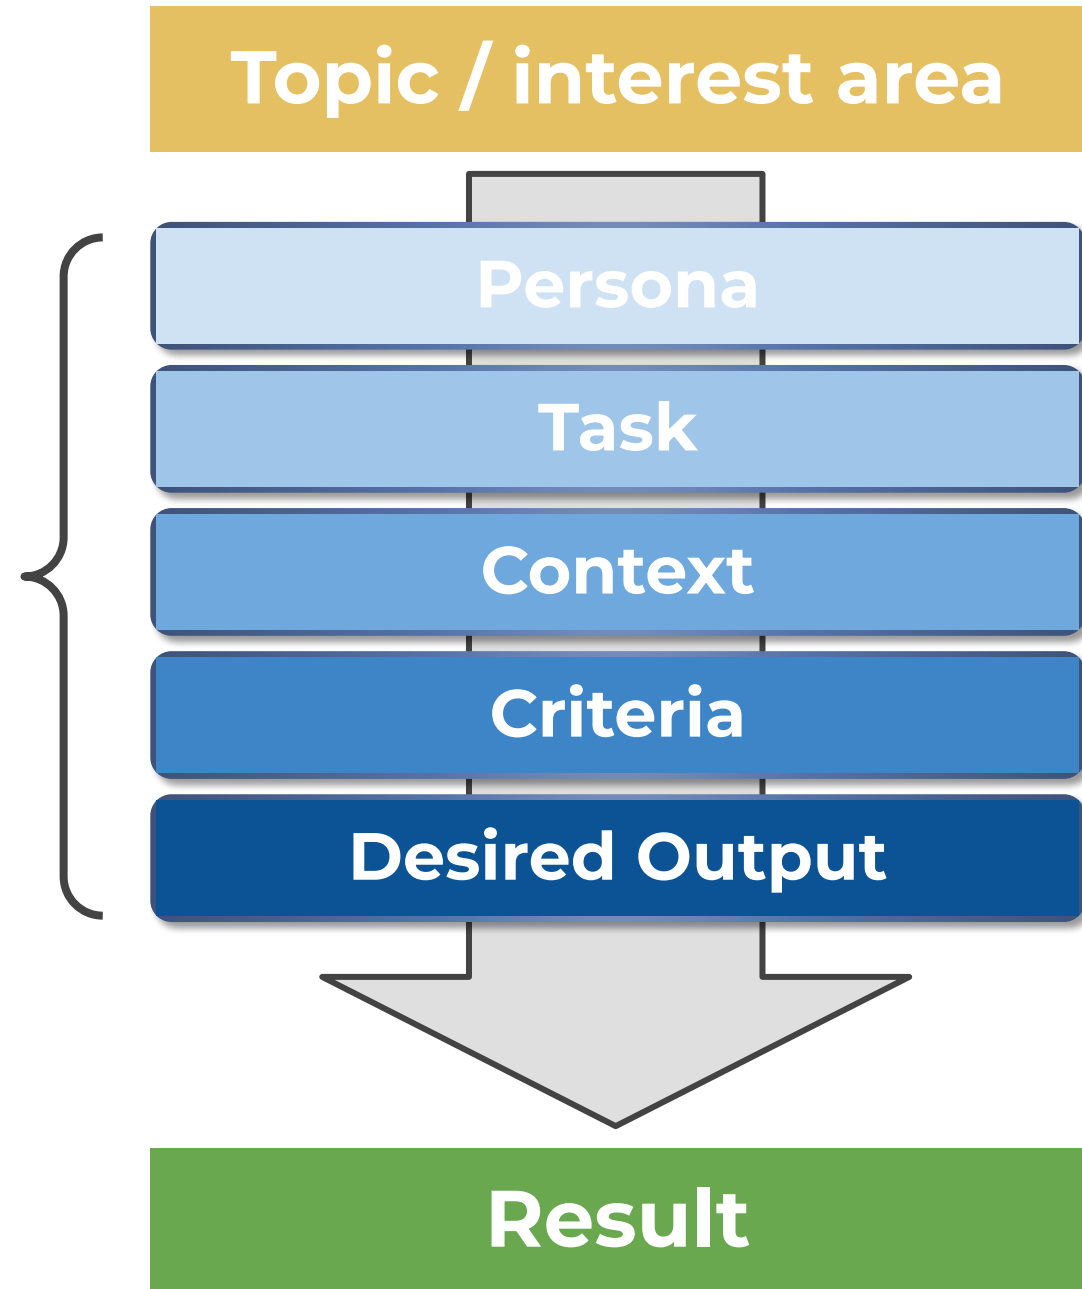 Topic / interest area
Persona
Task
Context
Criteria
Desired Output
Result